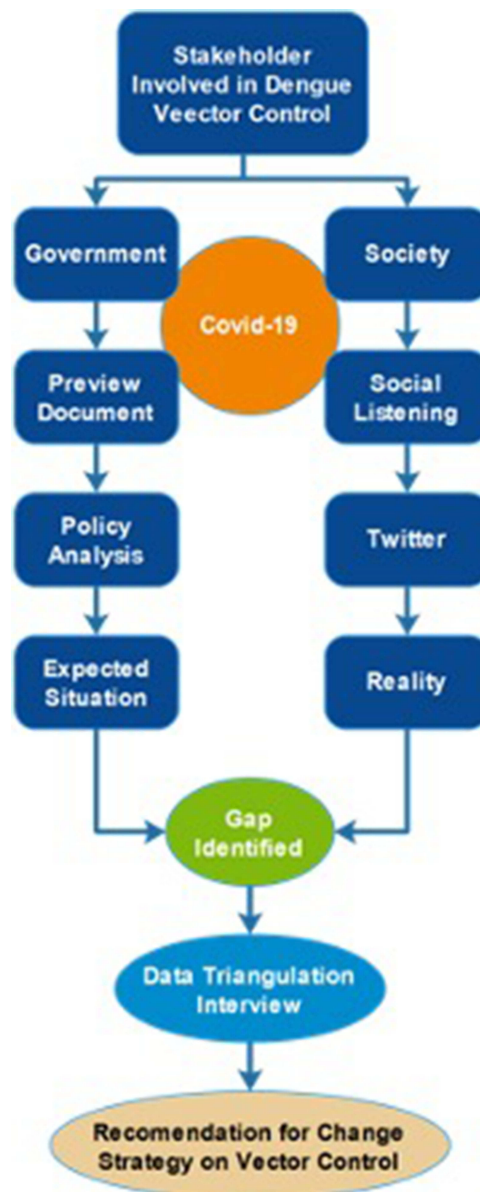 Stakeholder
Involved in Dengue
Veector Control
Government
Society
Covid-19
Preview
Document
Social
Listening
Policy
Analysis
Twitter
Expected
Situation
Reality
Gap
Identified
Data Triangulation
Interview
Recomendation for Change
Strategy on Vector Control